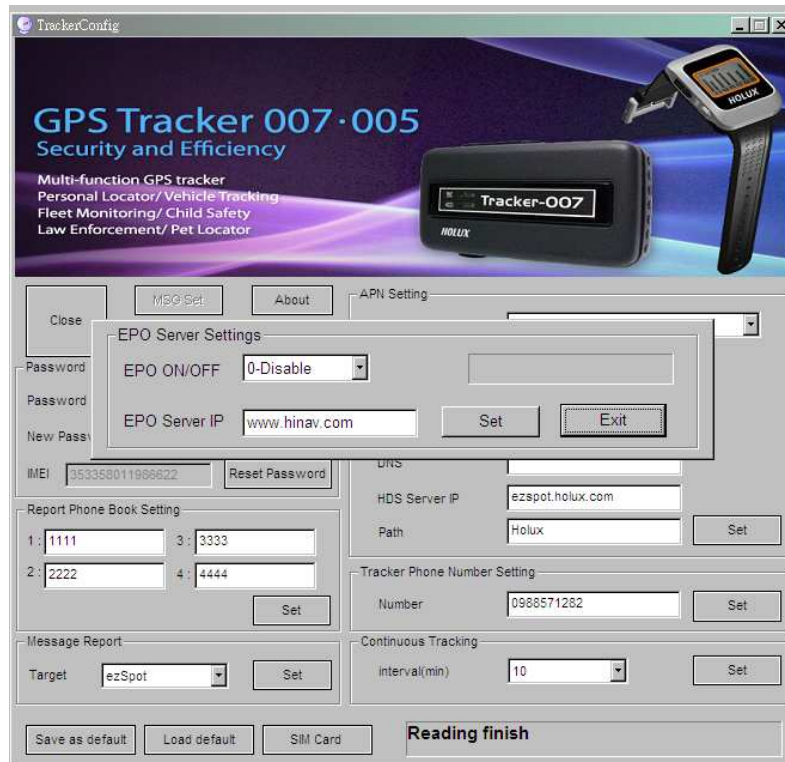 TrackerConfig
GPS Tracker 007·005
Security and Efficiency
Multi-function GPS tracker
Personal Locator/ Vehicle Tracking
Fleet Monitoring/ Child Safety
Law Enforcement/ Pet Locator
Tracker-007
HOLUX
HOLUX
Close
MSG Set
About
APN Setting
EPO Server Settings
EPO ON/OFF
0-Disable
EPO Server IP
www.hinav.com
Set
Exit
Password
Password
New Passw
IMEI
353358011986622
Reset Password
DNS
HDS Server IP
ezspot.holux.com
Path
Holux
Set
Report Phone Book Setting
1 : 1111
3 : 3333
2 : 2222
4 : 4444
Set
Tracker Phone Number Setting
Number
0988571282
Set
Message Report
Target
ezSpot
Set
Continuous Tracking
interval(min)
10
Set
Save as default
Load default
SIM Card
Reading finish